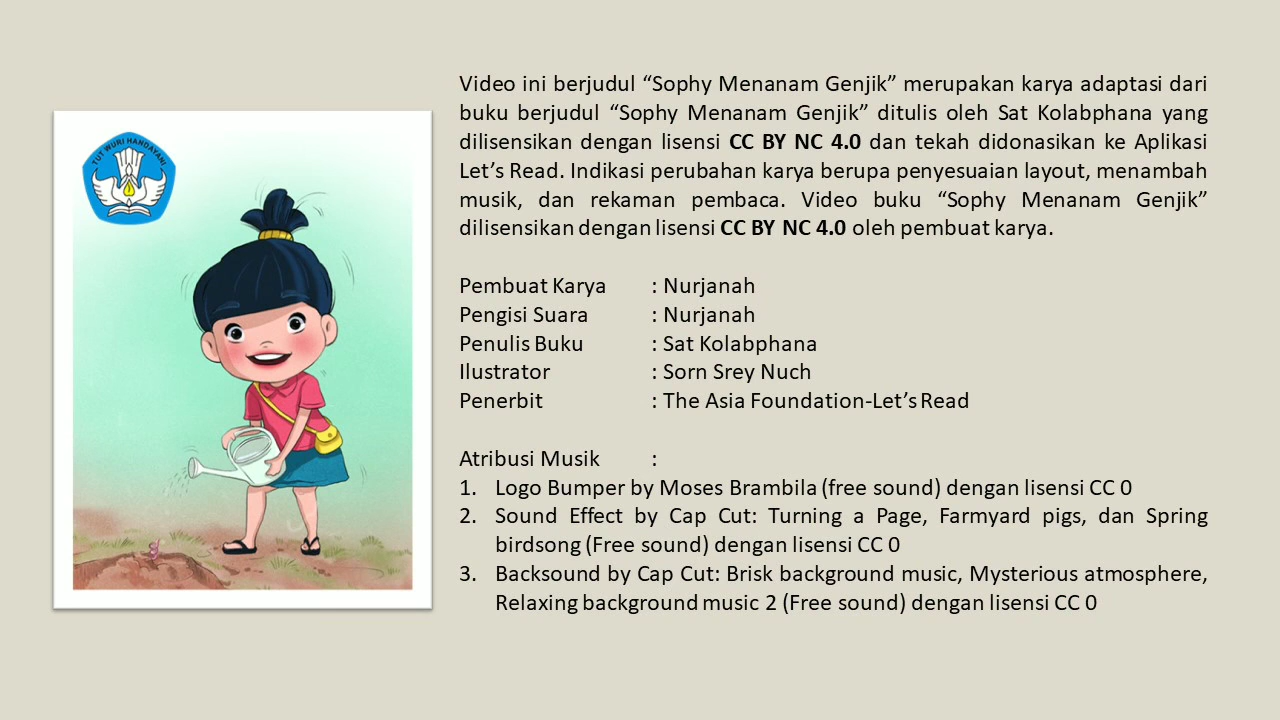 TUT WURI HANDAYANI
Video ini berjudul “Sophy Menanam Genjik” merupakan karya adaptasi dari
buku berjudul “Sophy Menanam Genjik” ditulis oleh Sat Kolabphana yang
dilisensikan dengan lisensi CC BY NC 4.0 dan tekah didonasikan ke Aplikasi
Let’s Read. Indikasi perubahan karya berupa penyesuaian layout, menambah
musik, dan rekaman pembaca. Video buku “Sophy Menanam Genjik”
dilisensikan dengan lisensi CC BY NC 4.0 oleh pembuat karya.
Pembuat Karya : Nurjanah
Pengisi Suara : Nurjanah
Penulis Buku : Sat Kolabphana
Ilustrator : Sorn Srey Nuch
Penerbit : The Asia Foundation-Let’s Read
Atribusi Musik :
1. Logo Bumper by Moses Brambila (free sound) dengan lisensi CC 0
2. Sound Effect by Cap Cut: Turning a Page, Farmyard pigs, dan Spring
birdsong (Free sound) dengan lisensi CC 0
3. Backsound by Cap Cut: Brisk background music, Mysterious atmosphere,
Relaxing background music 2 (Free sound) dengan lisensi CC 0